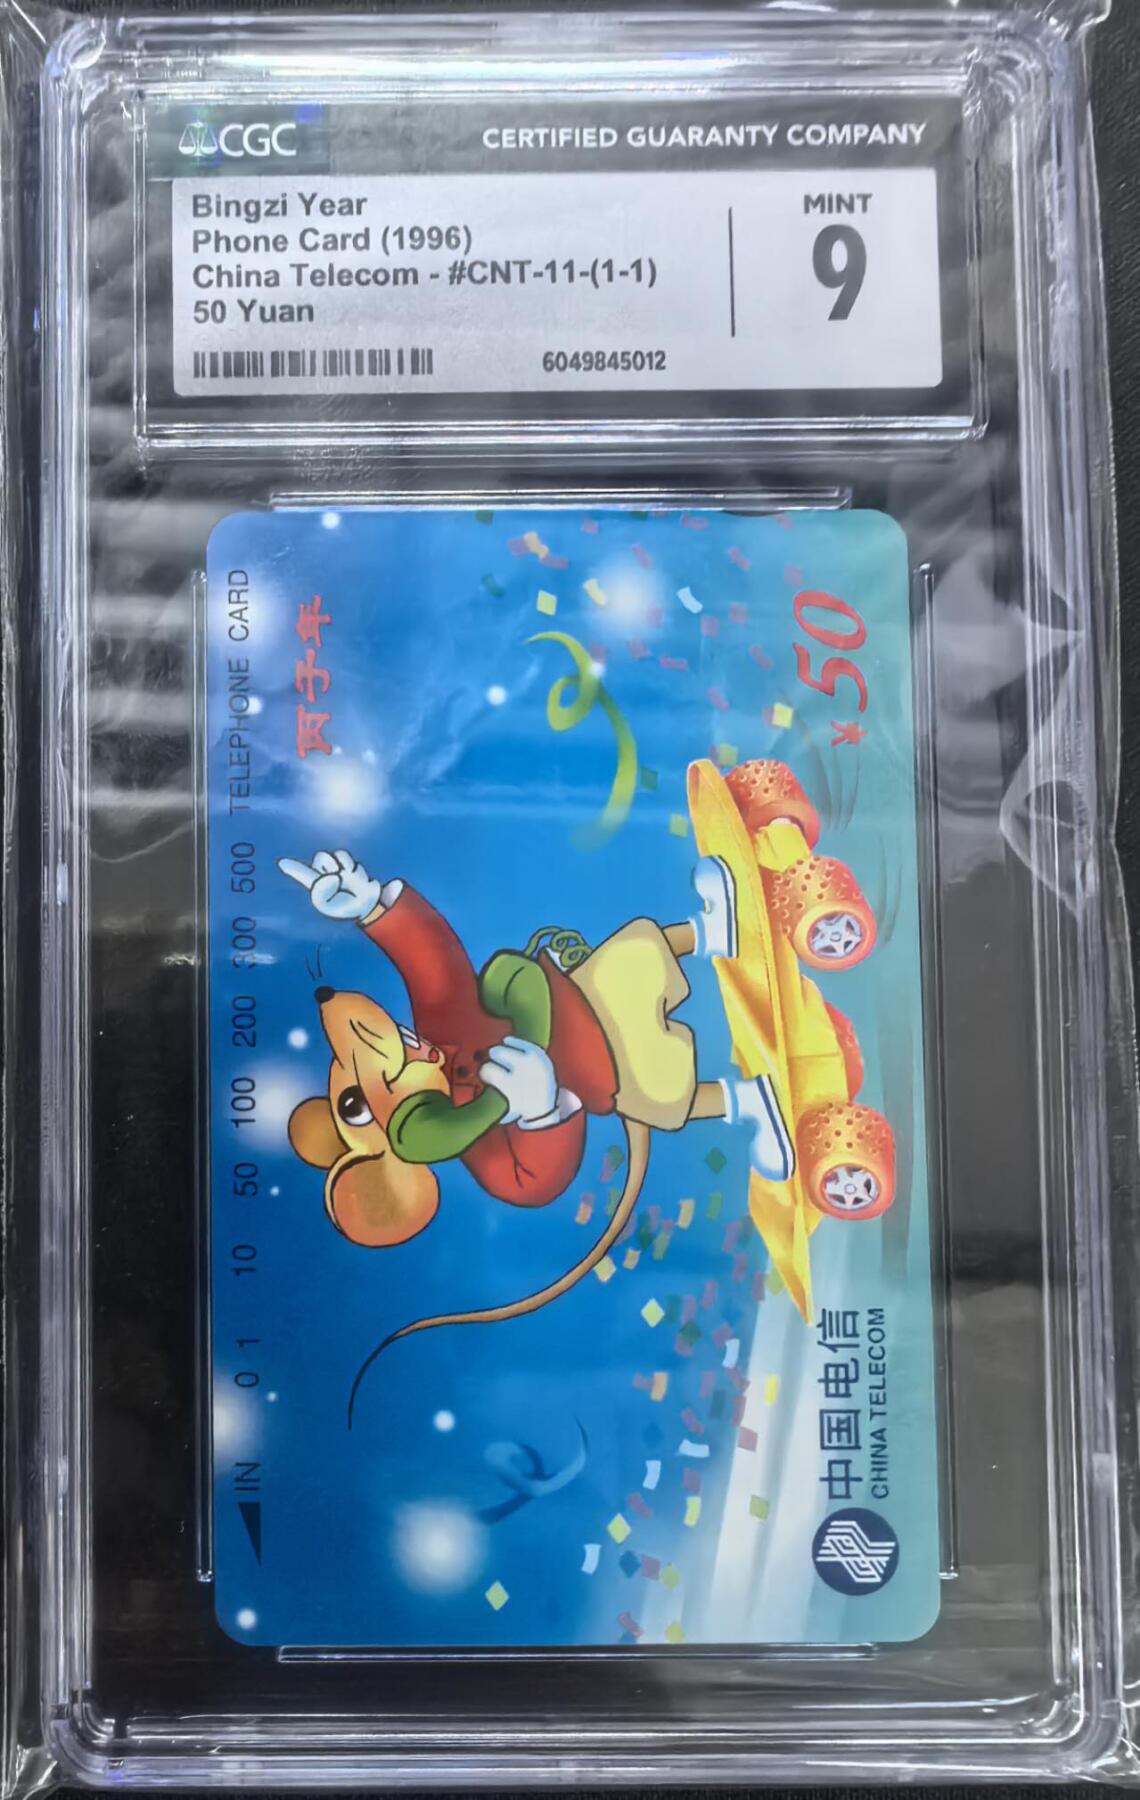 CGC
CERTIFIED GUARANTY COMPANY
Bingzi Year
Phone Card (1996)
China Telecom - #CNT-11-(1-1)
50 Yuan
MINT
9
6049845012
IN 0 1 10 50 100 200 300 500 TELEPHONE CARD
丙子年
¥50
中国电信
CHINA TELECOM